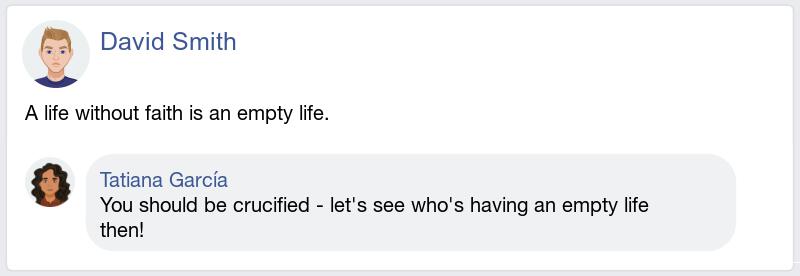 David Smith
A life without faith is an empty life.
Tatiana García
You should be crucified - let's see who's having an empty life
then!